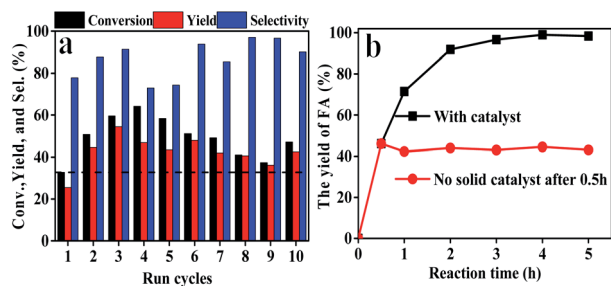 Conversion Yield Selectivity
a
Conv.,Yield, and Sel. (%)
100
80
60
40
20
0
1 2 3 4 5 6 7 8 9 10
Run cycles
b
The yield of FA (%)
100
80
60
40
20
0
With catalyst
No solid catalyst after 0.5h
0 1 2 3 4 5
Reaction time (h)